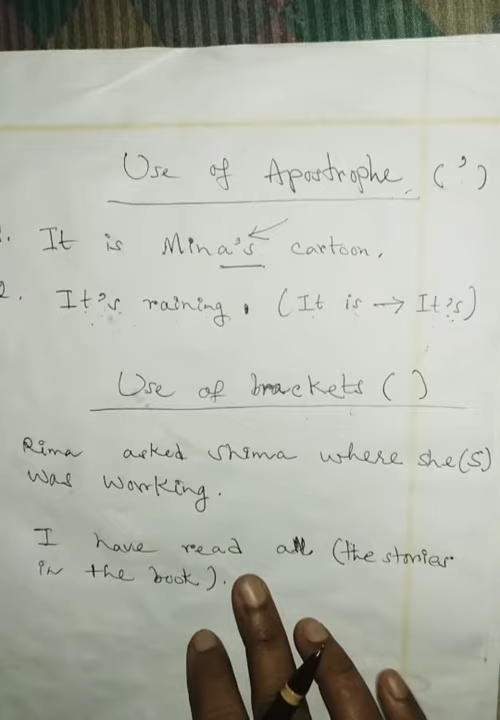 Use of Apostrophe (')
1. It is Mina's cartoon.
2. It's raining. (It is → It's)
Use of brackets ( )
Rima asked Shima where she(S)
was working.
I have read all (the stories
in the book).